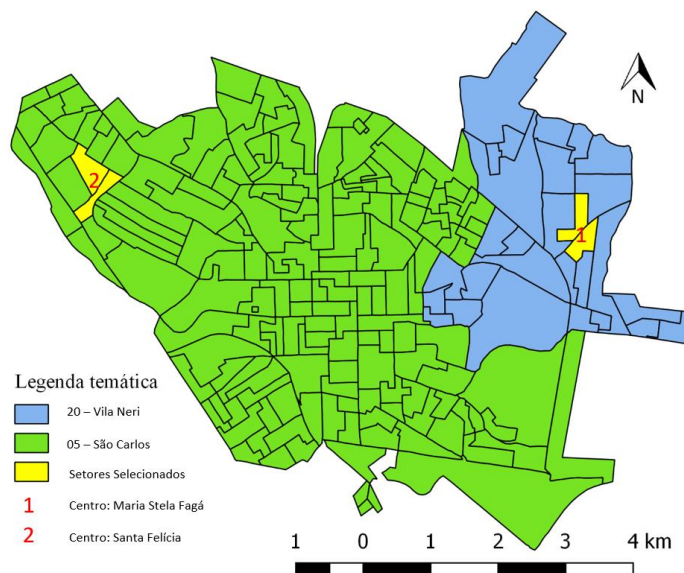 N
2
1
Legenda temática
20 – Vila Neri
05 – São Carlos
Setores Selecionados
1 Centro: Maria Stela Fagá
2 Centro: Santa Felícia
1 0 1 2 3 4 km